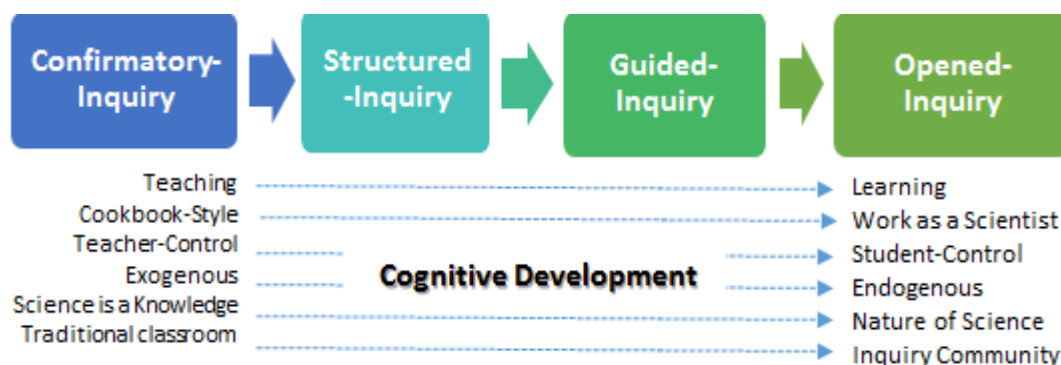 Confirmatory-
Inquiry
Structured
-Inquiry
Guided-
Inquiry
Opened-
Inquiry
Teaching
Learning
Cookbook-Style
Work as a Scientist
Teacher-Control
Student-Control
Cognitive Development
Exogenous
Endogenous
Science is a Knowledge
Nature of Science
Traditional classroom
Inquiry Community